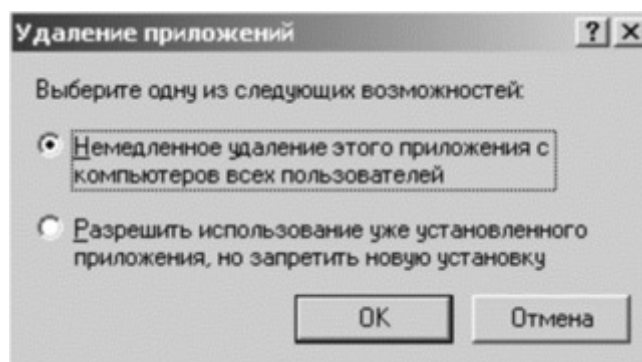 Удаление приложений
Выберите одну из следующих возможностей:
Немедленное удаление этого приложения с
компьютеров всех пользователей
Разрешить использование уже установленного
приложения, но запретить новую установку
OK
Отмена